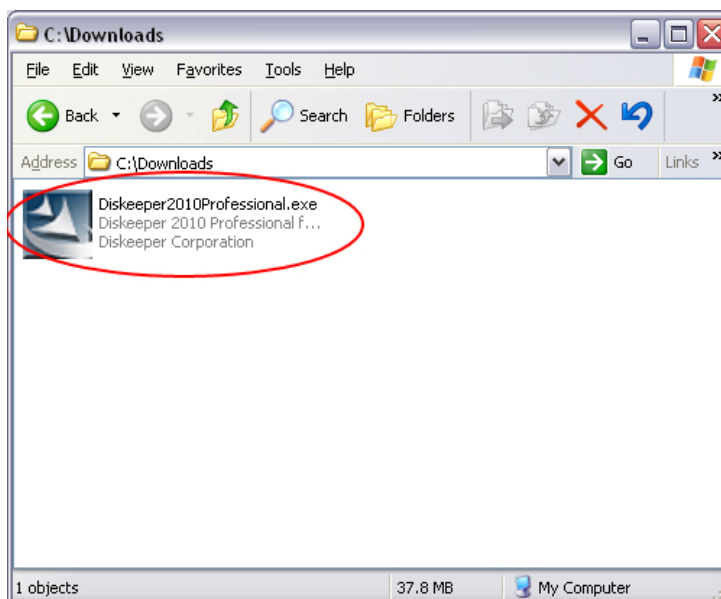 C:\Downloads
File Edit View Favorites Tools Help
Back Search Folders »
Address C:\Downloads Go Links »
Diskeeper2010Professional.exe
Diskeeper 2010 Professional f...
Diskeeper Corporation
1 objects 37.8 MB My Computer